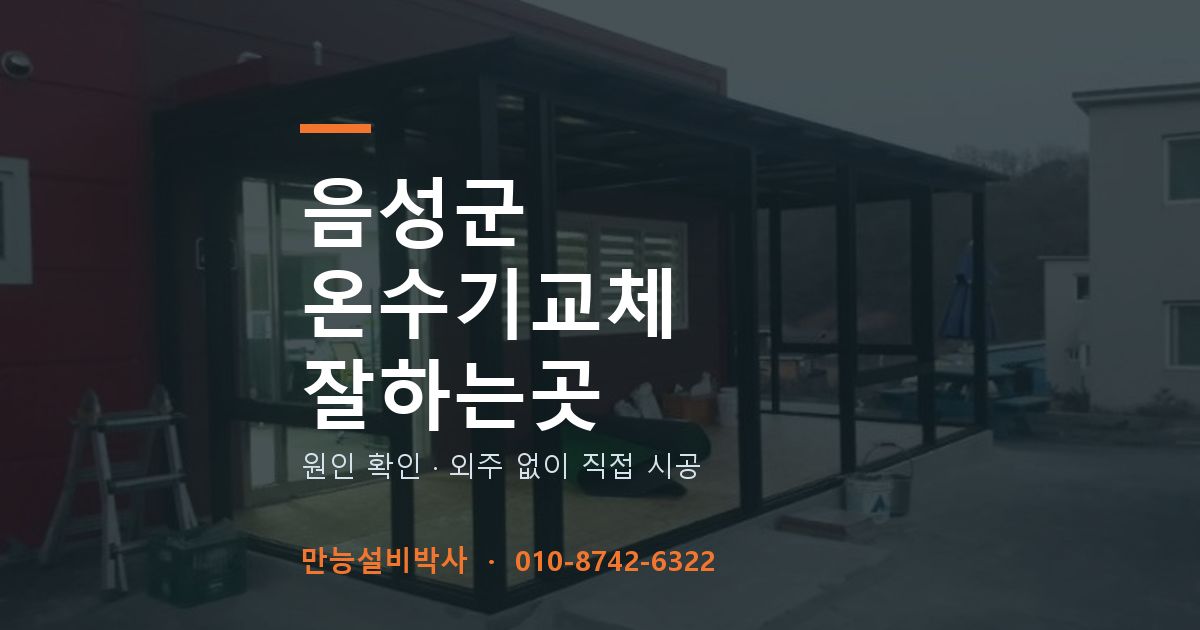 음성군
온수기교체
잘하는곳
원인 확인 · 외주 없이 직접 시공
만능설비박사 · 010-8742-6322